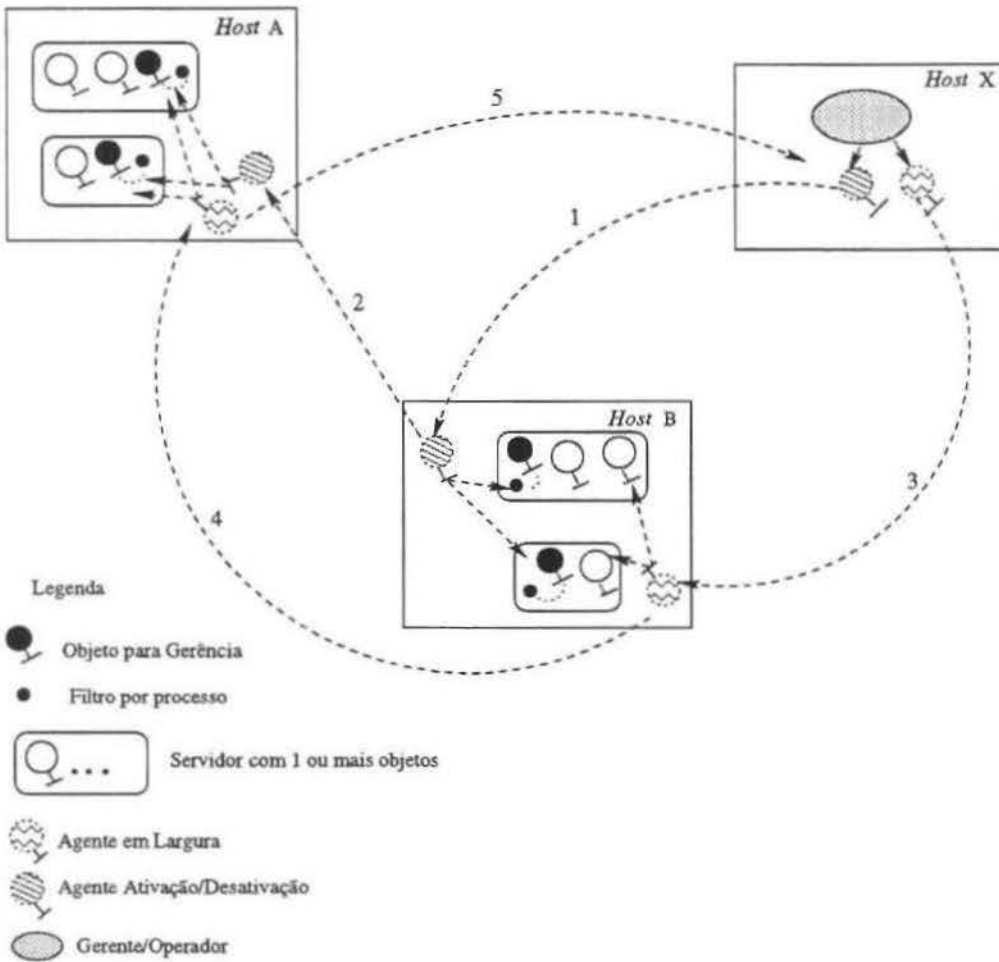 Host A
Host X
5
1
2
Host B
3
4
Legenda
Objeto para Gerência
Filtro por processo
Servidor com 1 ou mais objetos
Agente em Largura
Agente Ativação/Desativação
Gerente/Operador